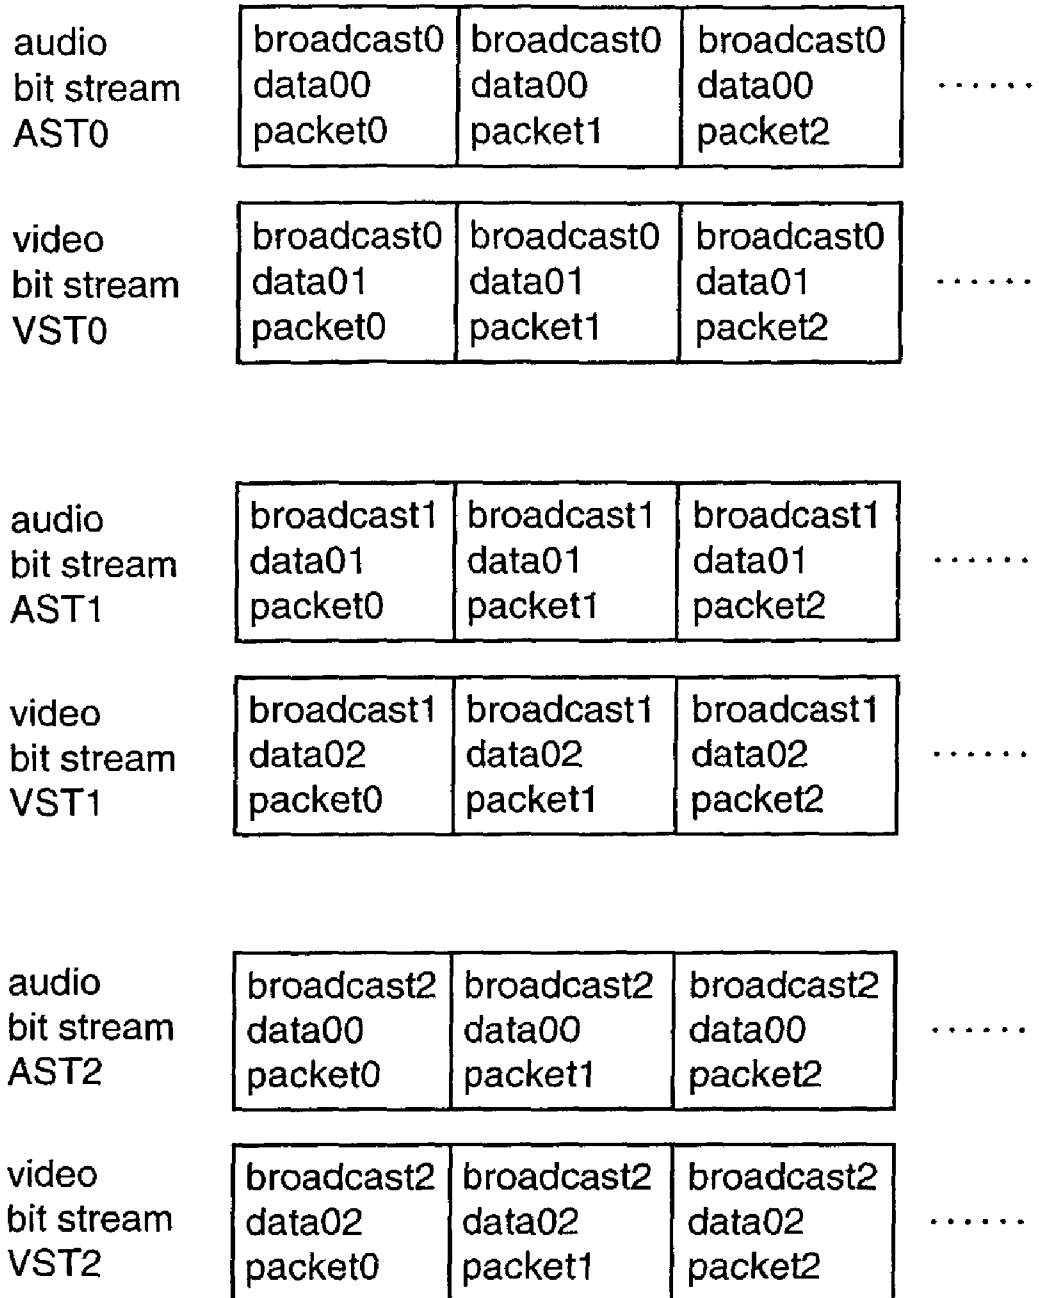 audio
bit stream
AST0
broadcast0 broadcast0 broadcast0
data00 data00 data00
packet0 packet1 packet2
......
video
bit stream
VST0
broadcast0 broadcast0 broadcast0
data01 data01 data01
packet0 packet1 packet2
......
audio
bit stream
AST1
broadcast1 broadcast1 broadcast1
data01 data01 data01
packet0 packet1 packet2
......
video
bit stream
VST1
broadcast1 broadcast1 broadcast1
data02 data02 data02
packet0 packet1 packet2
......
audio
bit stream
AST2
broadcast2 broadcast2 broadcast2
data00 data00 data00
packet0 packet1 packet2
......
video
bit stream
VST2
broadcast2 broadcast2 broadcast2
data02 data02 data02
packet0 packet1 packet2
......